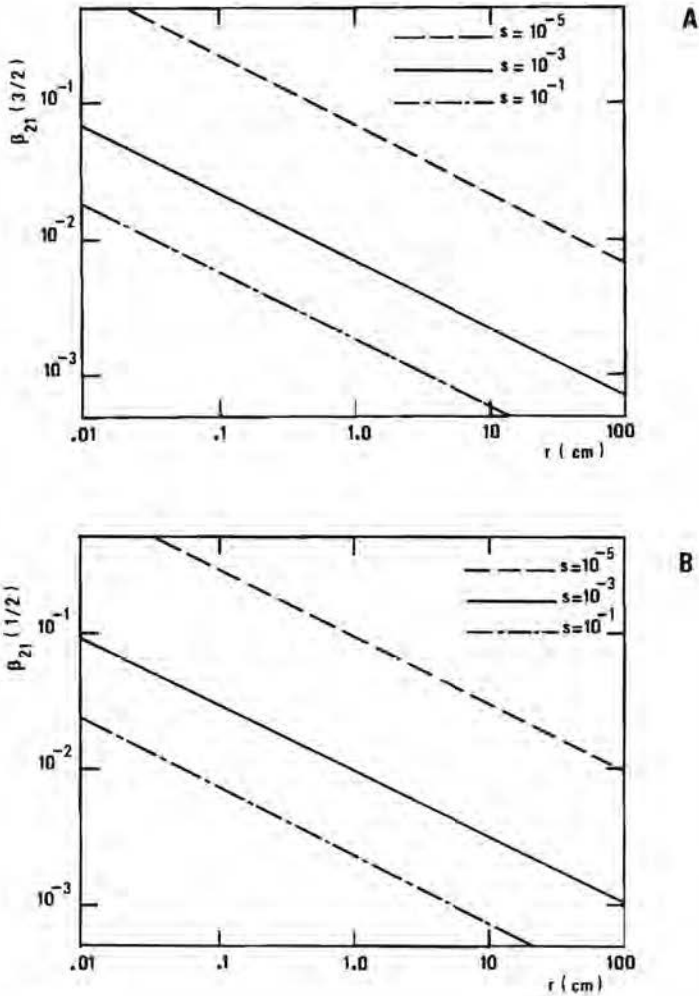 A
s = 10⁻⁵
s = 10⁻³
s = 10⁻¹
β₂₁ (3/2)
10⁻¹
10⁻²
10⁻³
.01 .1 1.0 10 100
r ( cm )
B
s=10⁻⁵
s=10⁻³
s=10⁻¹
β₂₁ (1/2)
10⁻¹
10⁻²
10⁻³
.01 .1 1.0 10 100
r ( cm )